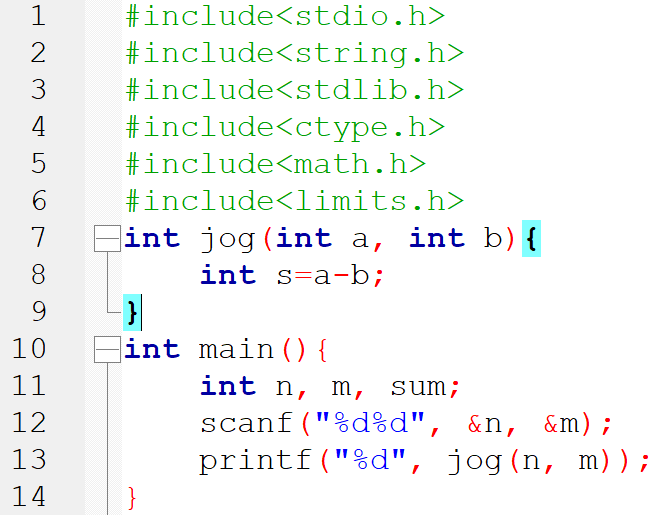 1 #include<stdio.h>
2 #include<string.h>
3 #include<stdlib.h>
4 #include<ctype.h>
5 #include<math.h>
6 #include<limits.h>
7 int jog(int a, int b){
8 int s=a-b;
9 }
10 int main(){
11 int n, m, sum;
12 scanf("%d%d", &n, &m);
13 printf("%d", jog(n, m));
14 }